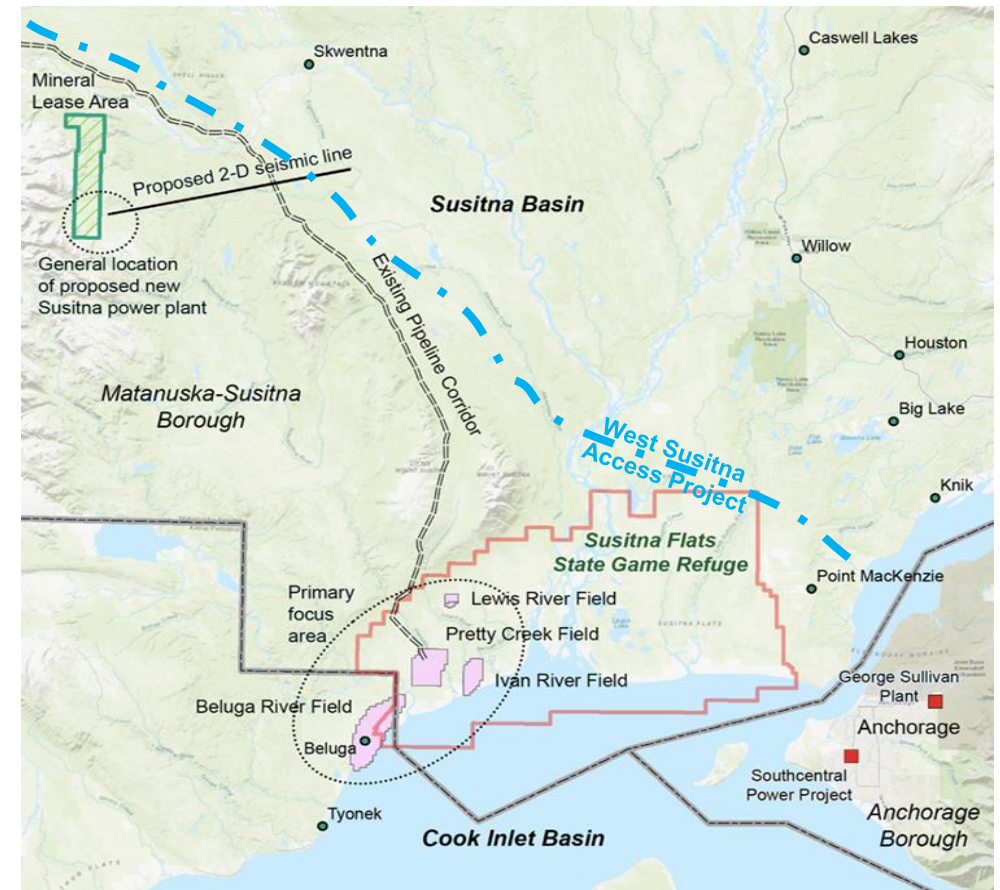 Skwentna
Caswell Lakes
Mineral
Lease Area
Proposed 2-D seismic line
Susitna Basin
Willow
General location
of proposed new
Susitna power plant
Existing Pipeline Corridor
Houston
Matanuska-Susitna
Borough
Big Lake
West Susitna
Access Project
Knik
Susitna Flats
State Game Refuge
Point MacKenzie
Primary
focus
area
Lewis River Field
Pretty Creek Field
Ivan River Field
Beluga River Field
Beluga
SUSITNA FLATS
George Sullivan
Plant
Anchorage
Southcentral
Power Project
Tyonek
Anchorage
Borough
Cook Inlet Basin